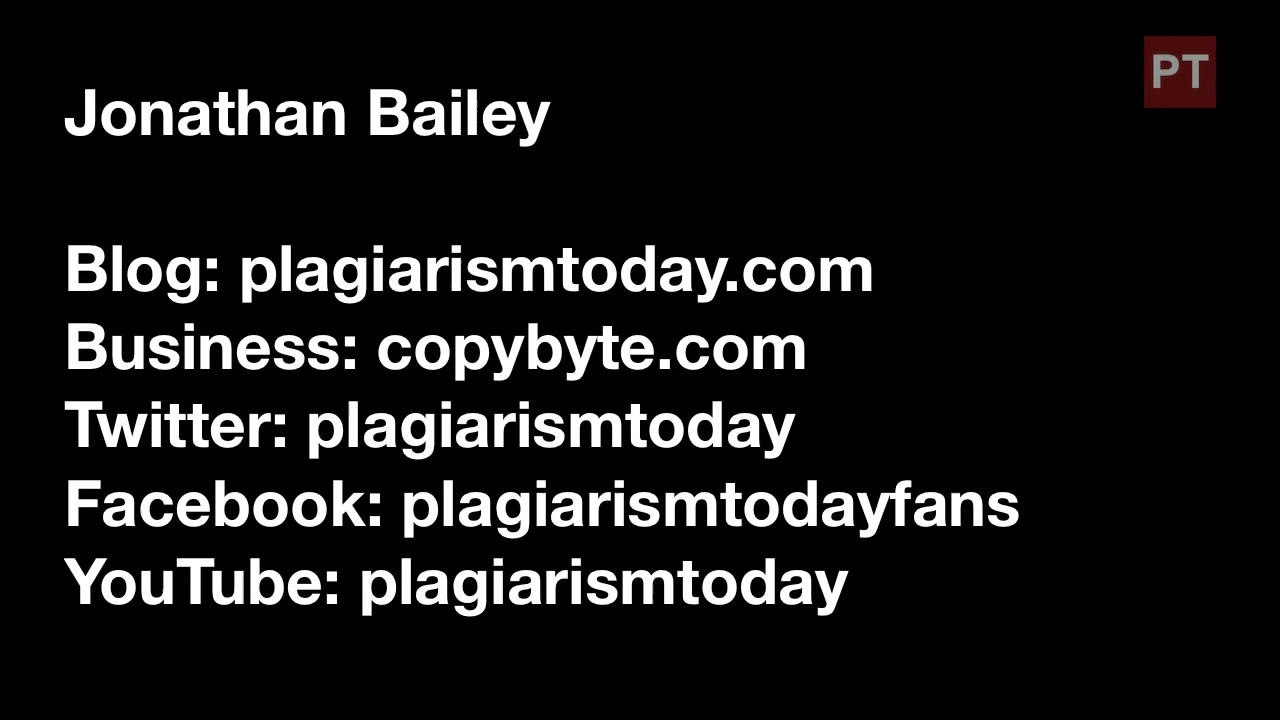 PT
Jonathan Bailey
Blog: plagiarismtoday.com
Business: copybyte.com
Twitter: plagiarismtoday
Facebook: plagiarismtodayfans
YouTube: plagiarismtoday